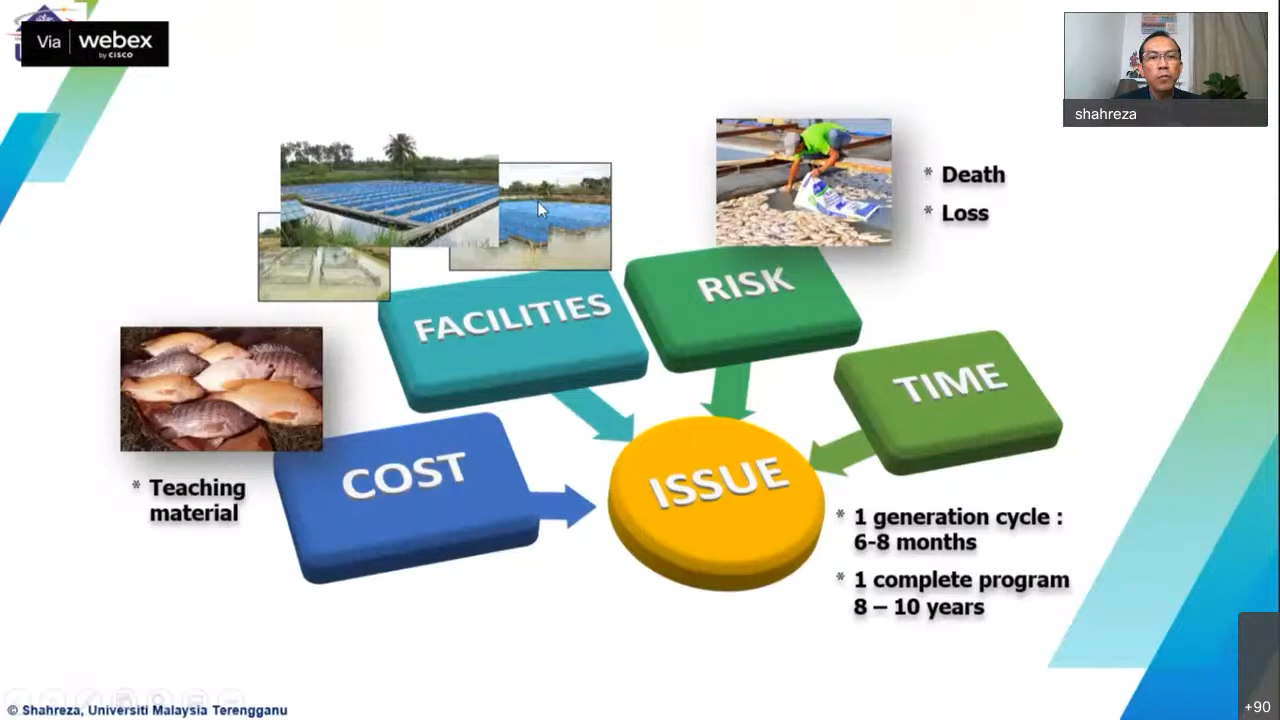 Via webex
by CISCO
shahreza
* Death
* Loss
RISK
FACILITIES
TIME
COST
ISSUE
* Teaching
material
* 1 generation cycle :
6-8 months
* 1 complete program
8 – 10 years
+90
© Shahreza, Universiti Malaysia Terengganu